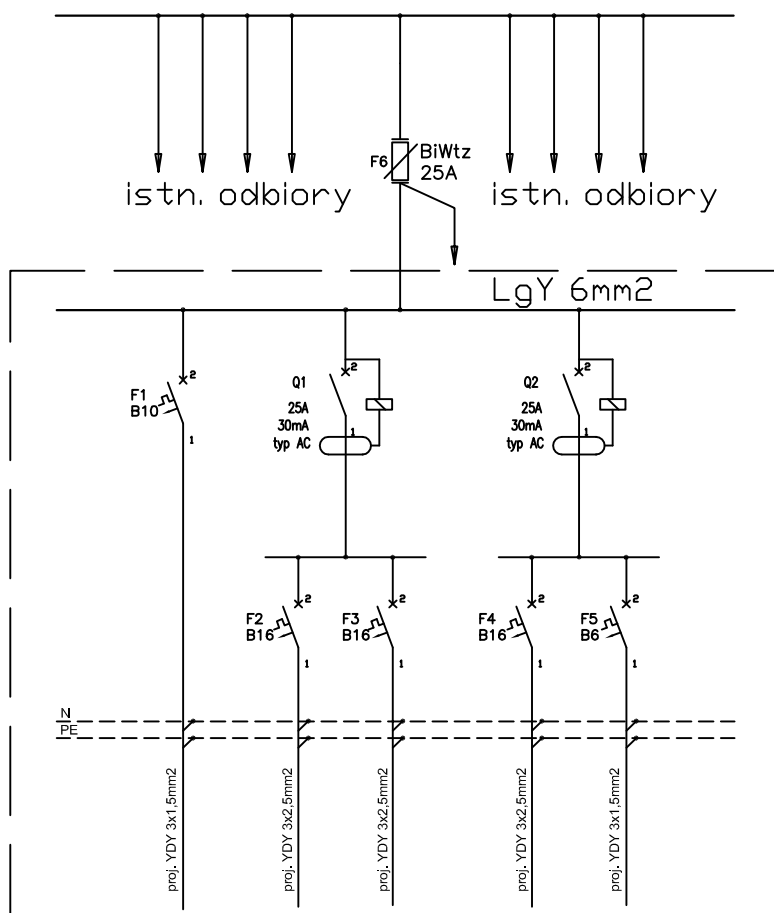 F6
BiWtz
25A
istn. odbiory
istn. odbiory
LgY 6mm2
F1
B10
2
1
Q1
25A
30mA
typ AC
2
1
Q2
25A
30mA
typ AC
2
1
F2
B16
2
1
F3
B16
2
1
F4
B16
2
1
F5
B6
2
1
N
PE
proj. YDY 3x1,5mm2
proj. YDY 3x2,5mm2
proj. YDY 3x2,5mm2
proj. YDY 3x2,5mm2
proj. YDY 3x1,5mm2